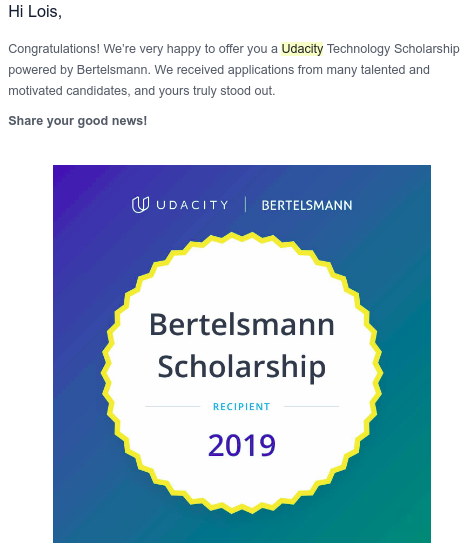 Hi Lois,
Congratulations! We’re very happy to offer you a Udacity Technology Scholarship
powered by Bertelsmann. We received applications from many talented and
motivated candidates, and yours truly stood out.
Share your good news!
UDACITY | BERTELSMANN
Bertelsmann
Scholarship
RECIPIENT
2019